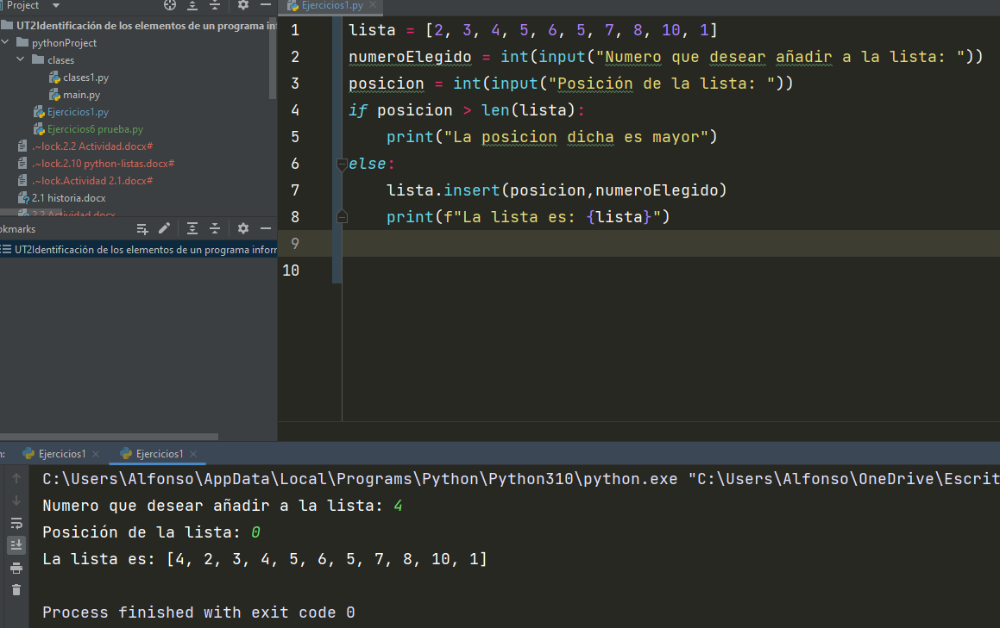 Project
UT2Identificación de los elementos de un programa in
pythonProject
clases
clases1.py
main.py
Ejercicios1.py
Ejercicios6 prueba.py
.~lock.2.2 Actividad.docx#
.~lock.2.10 python-listas.docx#
.~lock.Actividad 2.1.docx#
2.1 historia.docx
2.2 Actividad.docx
okmarks
UT2Identificación de los elementos de un programa inforr
Ejercicios1.py
1 lista = [2, 3, 4, 5, 6, 5, 7, 8, 10, 1]
2 numeroElegido = int(input("Numero que desear añadir a la lista: "))
3 posicion = int(input("Posición de la lista: "))
4 if posicion > len(lista):
5 print("La posicion dicha es mayor")
6 else:
7 lista.insert(posicion,numeroElegido)
8 print(f"La lista es: {lista}")
9
10
n: Ejercicios1 Ejercicios1
C:\Users\Alfonso\AppData\Local\Programs\Python\Python310\python.exe "C:\Users\Alfonso\OneDrive\Escrit
Numero que desear añadir a la lista: 4
Posición de la lista: 0
La lista es: [4, 2, 3, 4, 5, 6, 5, 7, 8, 10, 1]
Process finished with exit code 0